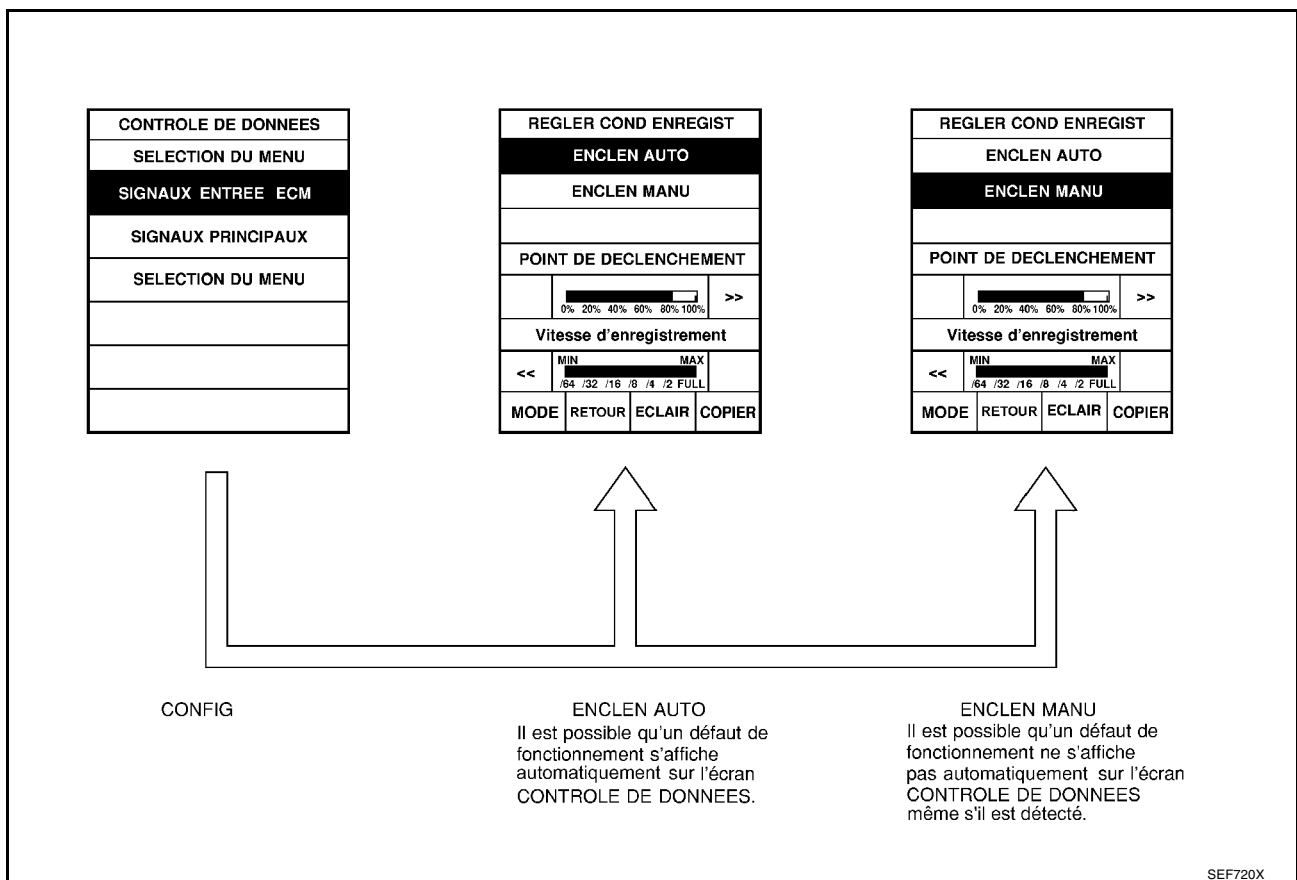 CONTROLE DE DONNEES
SELECTION DU MENU
SIGNAUX ENTREE ECM
SIGNAUX PRINCIPAUX
SELECTION DU MENU
REGLER COND ENREGIST
ENCLEN AUTO
ENCLEN MANU
POINT DE DECLENCHEMENT
>>
0% 20% 40% 60% 80% 100%
Vitesse d'enregistrement
MIN MAX
<<
/64 /32 /16 /8 /4 /2 FULL
MODE RETOUR ECLAIR COPIER
REGLER COND ENREGIST
ENCLEN AUTO
ENCLEN MANU
POINT DE DECLENCHEMENT
>>
0% 20% 40% 60% 80% 100%
Vitesse d'enregistrement
MIN MAX
<<
/64 /32 /16 /8 /4 /2 FULL
MODE RETOUR ECLAIR COPIER
CONFIG
ENCLEN AUTO
Il est possible qu'un défaut de
fonctionnement s'affiche
automatiquement sur l'écran
CONTROLE DE DONNEES.
ENCLEN MANU
Il est possible qu'un défaut de
fonctionnement ne s'affiche
pas automatiquement sur l'écran
CONTROLE DE DONNEES
même s'il est détecté.
SEF720X